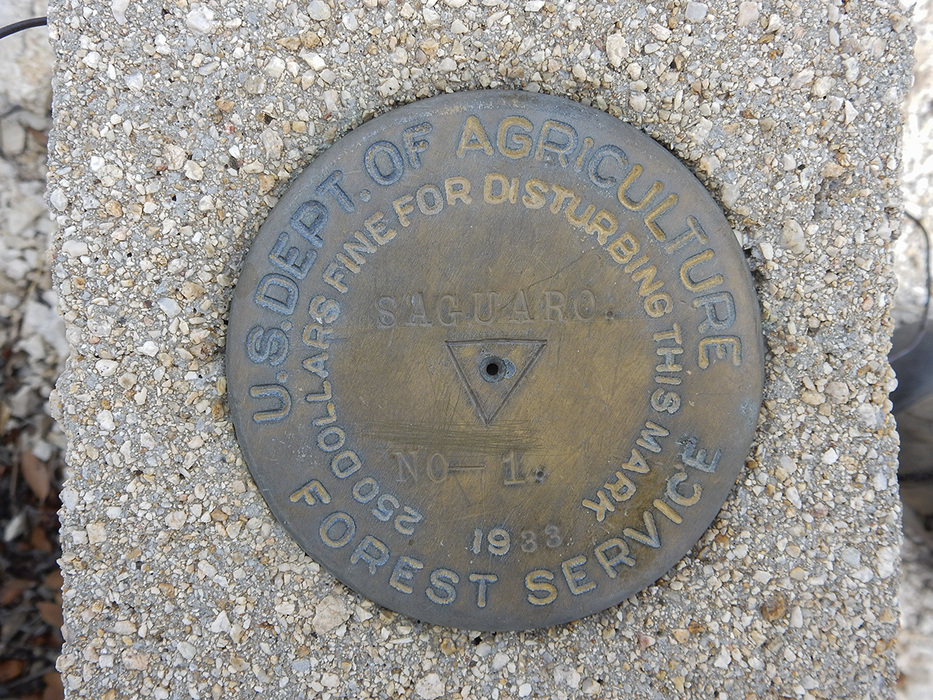 U.S. DEPT. OF AGRICULTURE
250 DOLLARS FINE FOR DISTURBING THIS MARK
SAGUARO.
NO — 1.
1933
FOREST SERVICE